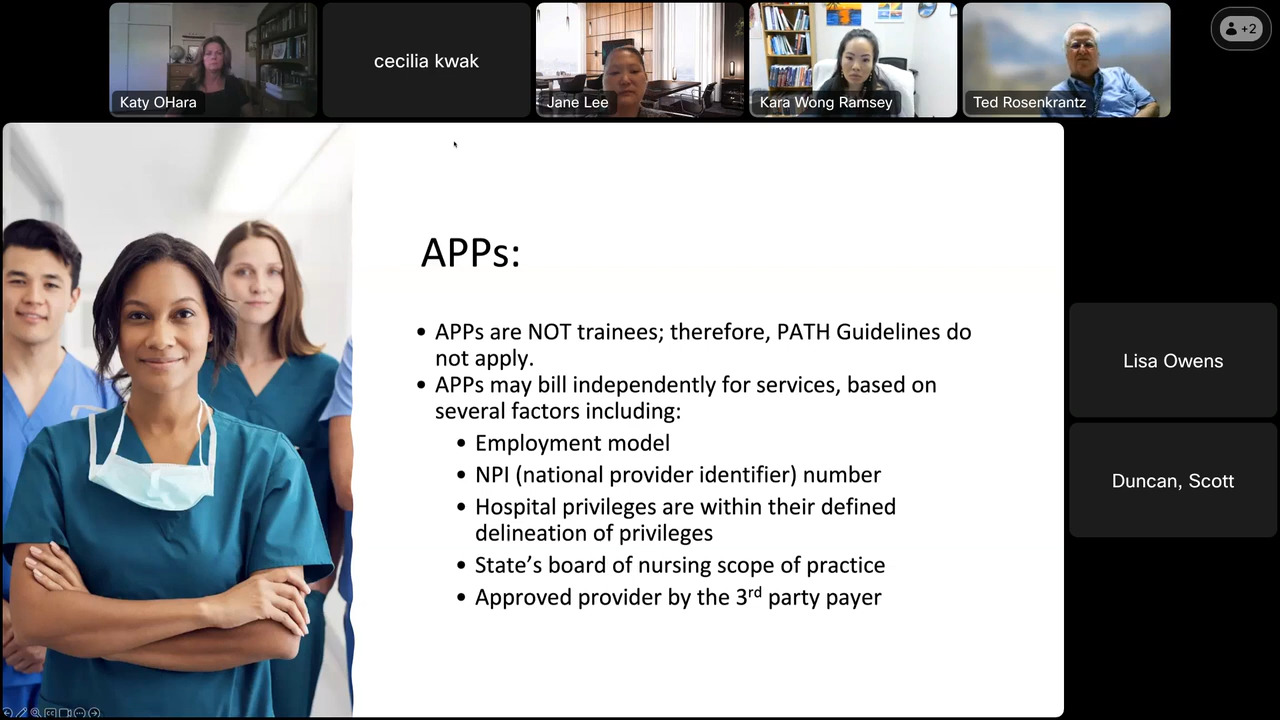 Katy OHara
cecilia kwak
Jane Lee
Kara Wong Ramsey
Ted Rosenkrantz
+2
APPs:
• APPs are NOT trainees; therefore, PATH Guidelines do
not apply.
• APPs may bill independently for services, based on
several factors including:
• Employment model
• NPI (national provider identifier) number
• Hospital privileges are within their defined
delineation of privileges
• State’s board of nursing scope of practice
• Approved provider by the 3rd party payer
Lisa Owens
Duncan, Scott